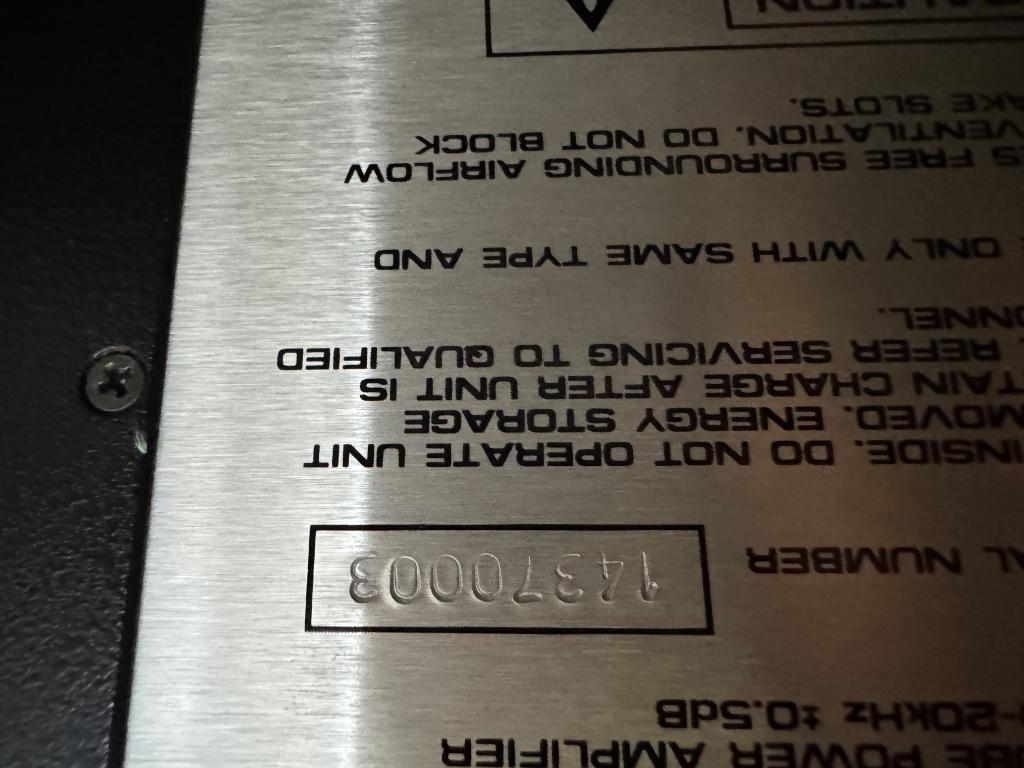 BE POWER AMPLIFIER
-20kHz ±0.5dB
AL NUMBER 14370003
INSIDE. DO NOT OPERATE UNIT
MOVED. ENERGY STORAGE
TAIN CHARGE AFTER UNIT IS
REFER SERVICING TO QUALIFIED
ONNEL.
ONLY WITH SAME TYPE AND
ES FREE SURROUNDING AIRFLOW
VENTILATION. DO NOT BLOCK
AKE SLOTS.
CAUTION